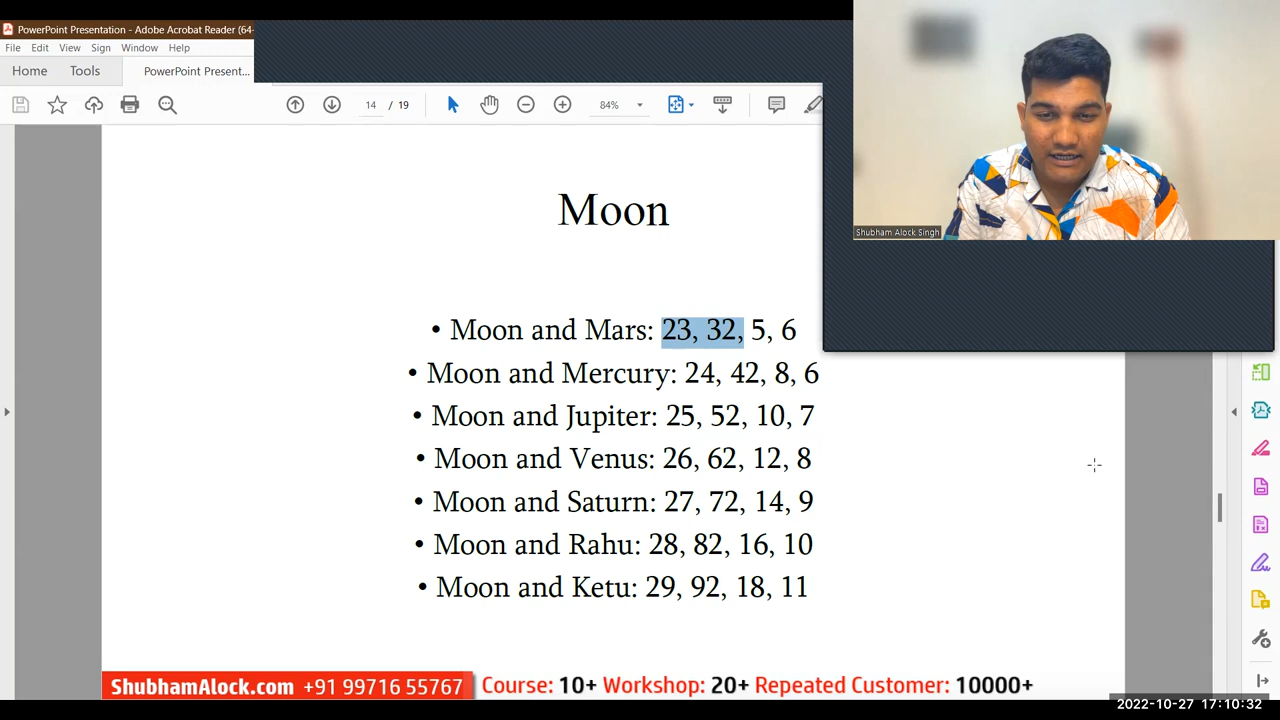 PowerPoint Presentation - Adobe Acrobat Reader (64-
File Edit View Sign Window Help
Home Tools PowerPoint Present...
14 / 19 84%
Shubham Alock Singh
Moon
• Moon and Mars: 23, 32, 5, 6
• Moon and Mercury: 24, 42, 8, 6
• Moon and Jupiter: 25, 52, 10, 7
• Moon and Venus: 26, 62, 12, 8
• Moon and Saturn: 27, 72, 14, 9
• Moon and Rahu: 28, 82, 16, 10
• Moon and Ketu: 29, 92, 18, 11
ShubhamAlock.com +91 99716 55767 Course: 10+ Workshop: 20+ Repeated Customer: 10000+
2022-10-27 17:10:32